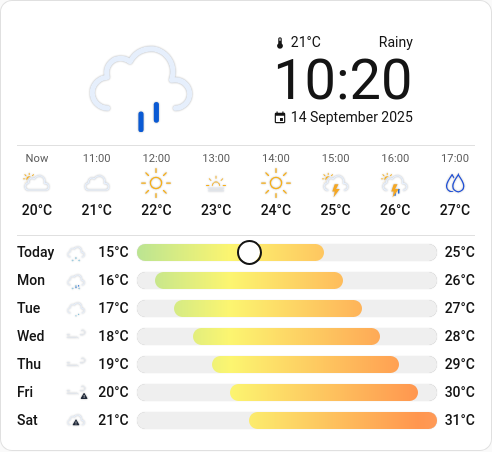 21°C Rainy
10:20
14 September 2025
Now 11:00 12:00 13:00 14:00 15:00 16:00 17:00
20°C 21°C 22°C 23°C 24°C 25°C 26°C 27°C
Today 15°C 25°C
Mon 16°C 26°C
Tue 17°C 27°C
Wed 18°C 28°C
Thu 19°C 29°C
Fri 20°C 30°C
Sat 21°C 31°C